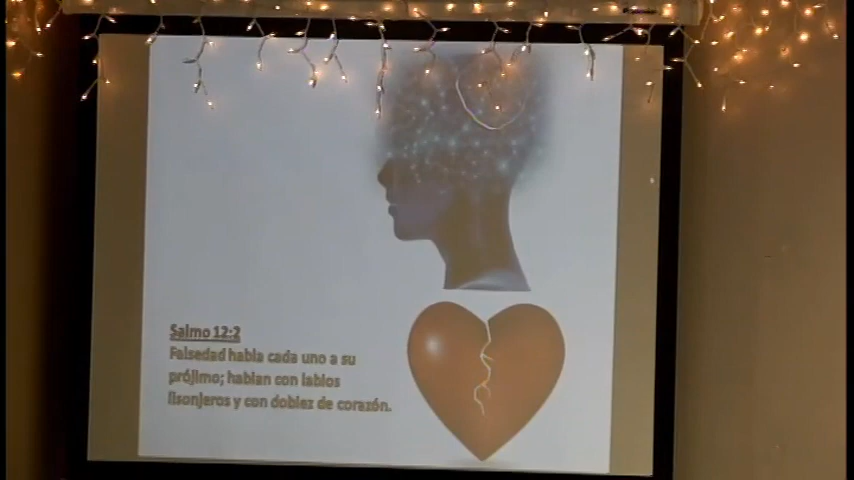 Salmo 12:2
Falsedad habla cada uno a su
prójimo; hablan con labios
lisonjeros y con doblez de corazón.